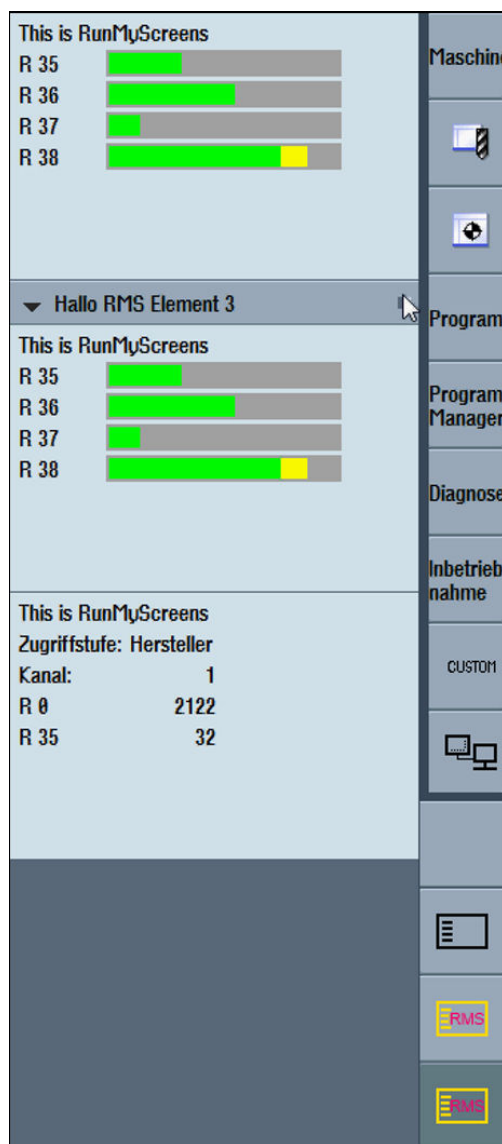 This is RunMyScreens
R 35
R 36
R 37
R 38
Hallo RMS Element 3
This is RunMyScreens
R 35
R 36
R 37
R 38
This is RunMyScreens
Zugriffstufe: Hersteller
Kanal: 1
R 0 2122
R 35 32
Maschine
Program
Program
Manager
Diagnose
Inbetrieb
nahme
CUSTOM
RMS
RMS